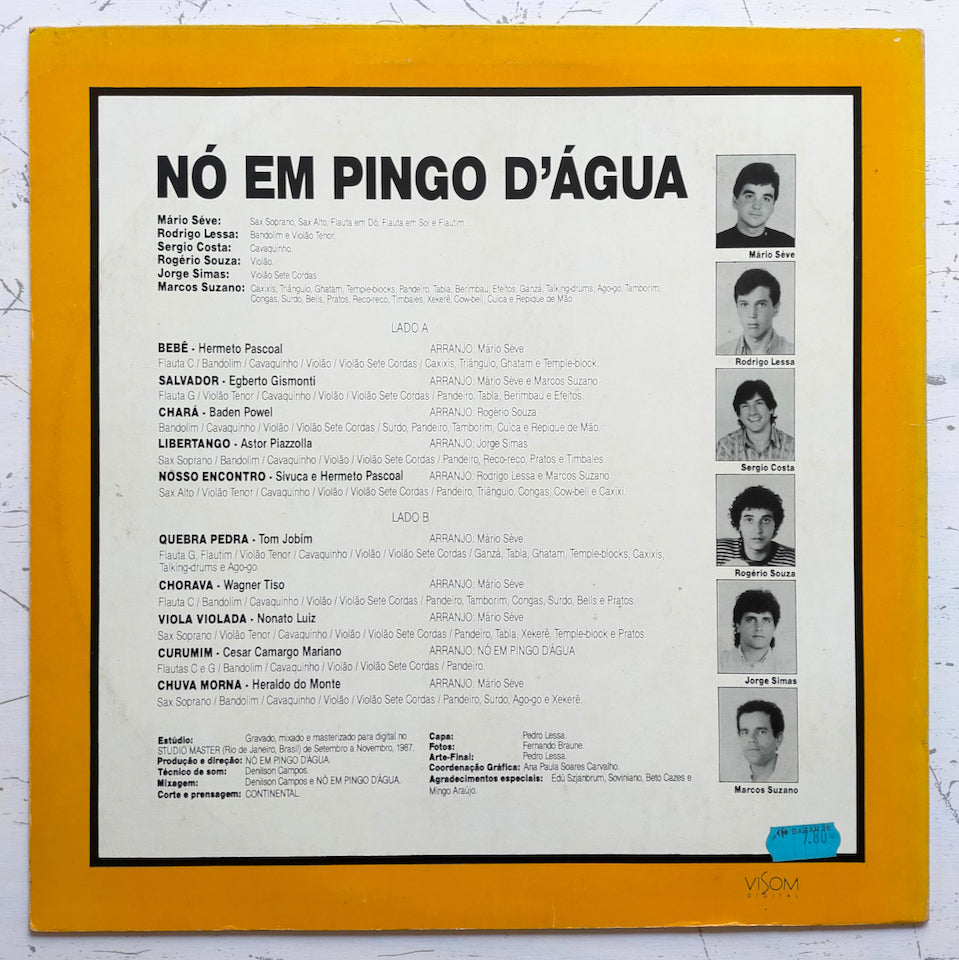 NÓ EM PINGO D'ÁGUA
Mário Sève: Sax Soprano, Sax Alto, Flauta em Dó, Flauta em Sol e Flautim.
Rodrigo Lessa: Bandolim e Violão Tenor.
Sergio Costa: Cavaquinho.
Rogério Souza: Violão.
Jorge Simas: Violão Sete Cordas.
Marcos Suzano: Caxixis, Triângulo, Ghatam, Temple-blocks, Pandeiro, Tabla, Berimbau, Efeitos, Ganzá, Talking-drums, Ago-go, Tamborim,
Congas, Surdo, Bells, Pratos, Reco-reco, Timbales, Xekerê, Cow-bell, Cuíca e Repique de Mão.
LADO A
BEBÊ - Hermeto Pascoal ARRANJO: Mário Sève
Flauta C / Bandolim / Cavaquinho / Violão / Violão Sete Cordas / Caxixis, Triângulo, Ghatam e Temple-block.
SALVADOR - Egberto Gismonti ARRANJO: Mário Sève e Marcos Suzano
Flauta G / Violão Tenor / Cavaquinho / Violão / Violão Sete Cordas / Pandeiro, Tabla, Berimbau e Efeitos.
CHARÁ - Baden Powel ARRANJO: Rogério Souza
Bandolim / Cavaquinho / Violão / Violão Sete Cordas / Surdo, Pandeiro, Tamborim, Cuíca e Repique de Mão.
LIBERTANGO - Astor Piazzolla ARRANJO: Jorge Simas
Sax Soprano / Bandolim / Cavaquinho / Violão / Violão Sete Cordas / Pandeiro, Reco-reco, Pratos e Timbales.
NOSSO ENCONTRO - Sivuca e Hermeto Pascoal ARRANJO: Rodrigo Lessa e Marcos Suzano
Sax Alto / Violão Tenor / Cavaquinho / Violão / Violão Sete Cordas / Pandeiro, Triângulo, Congas, Cow-bell e Caxixi.
LADO B
QUEBRA PEDRA - Tom Jobim ARRANJO: Mário Sève
Flauta G, Flautim / Violão Tenor / Cavaquinho / Violão / Violão Sete Cordas / Ganzá, Tabla, Ghatam, Temple-blocks, Caxixis,
Talking-drums e Ago-go.
CHORAVA - Wagner Tiso ARRANJO: Mário Sève
Flauta C / Bandolim / Cavaquinho / Violão / Violão Sete Cordas / Pandeiro, Tamborim, Congas, Surdo, Bells e Pratos.
VIOLA VIOLADA - Nonato Luiz ARRANJO: Mário Sève
Sax Soprano / Violão Tenor / Cavaquinho / Violão / Violão Sete Cordas / Pandeiro, Tabla, Xekerê, Temple-block e Pratos.
CURUMIM - Cesar Camargo Mariano ARRANJO: NÓ EM PINGO D'ÁGUA
Flautas C e G / Bandolim / Cavaquinho / Violão / Violão Sete Cordas / Pandeiro.
CHUVA MORNA - Heraldo do Monte ARRANJO: Mário Sève
Sax Soprano / Bandolim / Cavaquinho / Violão / Violão Sete Cordas / Pandeiro, Surdo, Ago-go e Xekerê.
Estúdio: Gravado, mixado e masterizado para digital no
STUDIO MASTER (Rio de Janeiro, Brasil) de Setembro a Novembro, 1987.
Produção e direção: NÓ EM PINGO D'ÁGUA.
Técnico de som: Denilson Campos.
Mixagem: Denilson Campos e NÓ EM PINGO D'ÁGUA.
Corte e prensagem: CONTINENTAL.
Capa: Pedro Lessa.
Fotos: Fernando Braune.
Arte-Final: Pedro Lessa.
Coordenação Gráfica: Ana Paula Soares Carvalho.
Agradecimentos especiais: Edú Szjanbrum, Soviniano, Beto Cazes e
Mingo Araújo.
Mário Sève
Rodrigo Lessa
Sergio Costa
Rogério Souza
Jorge Simas
Marcos Suzano
VISOM
DIGITAL